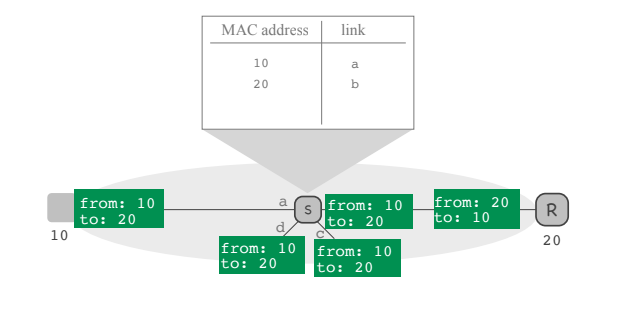 MAC address link
10 a
20 b
from: 10
to: 20
10
a
S
d
c
from: 10
to: 20
from: 10
to: 20
from: 10
to: 20
from: 20
to: 10
R
20